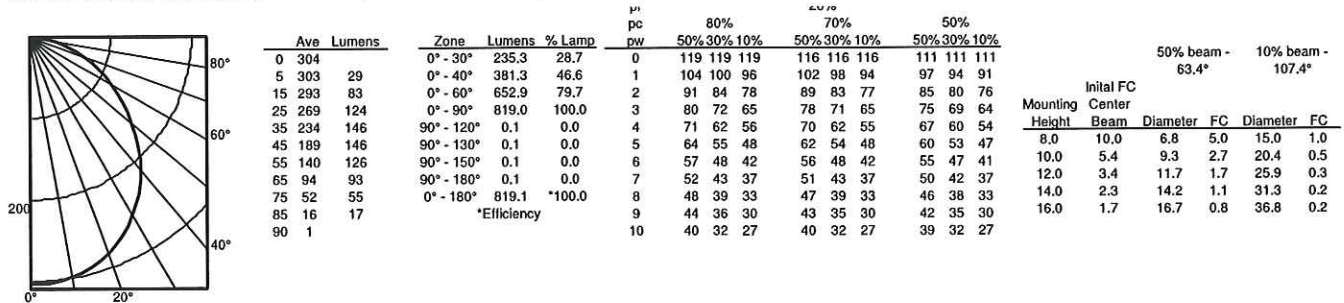 80°
60°
200
40°
0° 20°
Ave Lumens
0 304
5 303 29
15 293 83
25 269 124
35 234 146
45 189 146
55 140 126
65 94 93
75 52 55
85 16 17
90 1
Zone Lumens % Lamp
0° - 30° 235.3 28.7
0° - 40° 381.3 46.6
0° - 60° 652.9 79.7
0° - 90° 819.0 100.0
90° - 120° 0.1 0.0
90° - 130° 0.1 0.0
90° - 150° 0.1 0.0
90° - 180° 0.1 0.0
0° - 180° 819.1 *100.0
*Efficiency
pf 20%
pc 80% 70% 50%
pw 50% 30% 10% 50% 30% 10% 50% 30% 10%
0 119 119 119 116 116 116 111 111 111
1 104 100 96 102 98 94 97 94 91
2 91 84 78 89 83 77 85 80 76
3 80 72 65 78 71 65 75 69 64
4 71 62 56 70 62 55 67 60 54
5 64 55 48 62 54 48 60 53 47
6 57 48 42 56 48 42 55 47 41
7 52 43 37 51 43 37 50 42 37
8 48 39 33 47 39 33 46 38 33
9 44 36 30 43 35 30 42 35 30
10 40 32 27 40 32 27 39 32 27
50% beam - 10% beam -
63.4° 107.4°
Inital FC
Mounting Center
Height Beam Diameter FC Diameter FC
8.0 10.0 6.8 5.0 15.0 1.0
10.0 5.4 9.3 2.7 20.4 0.5
12.0 3.4 11.7 1.7 25.9 0.3
14.0 2.3 14.2 1.1 31.3 0.2
16.0 1.7 16.7 0.8 36.8 0.2